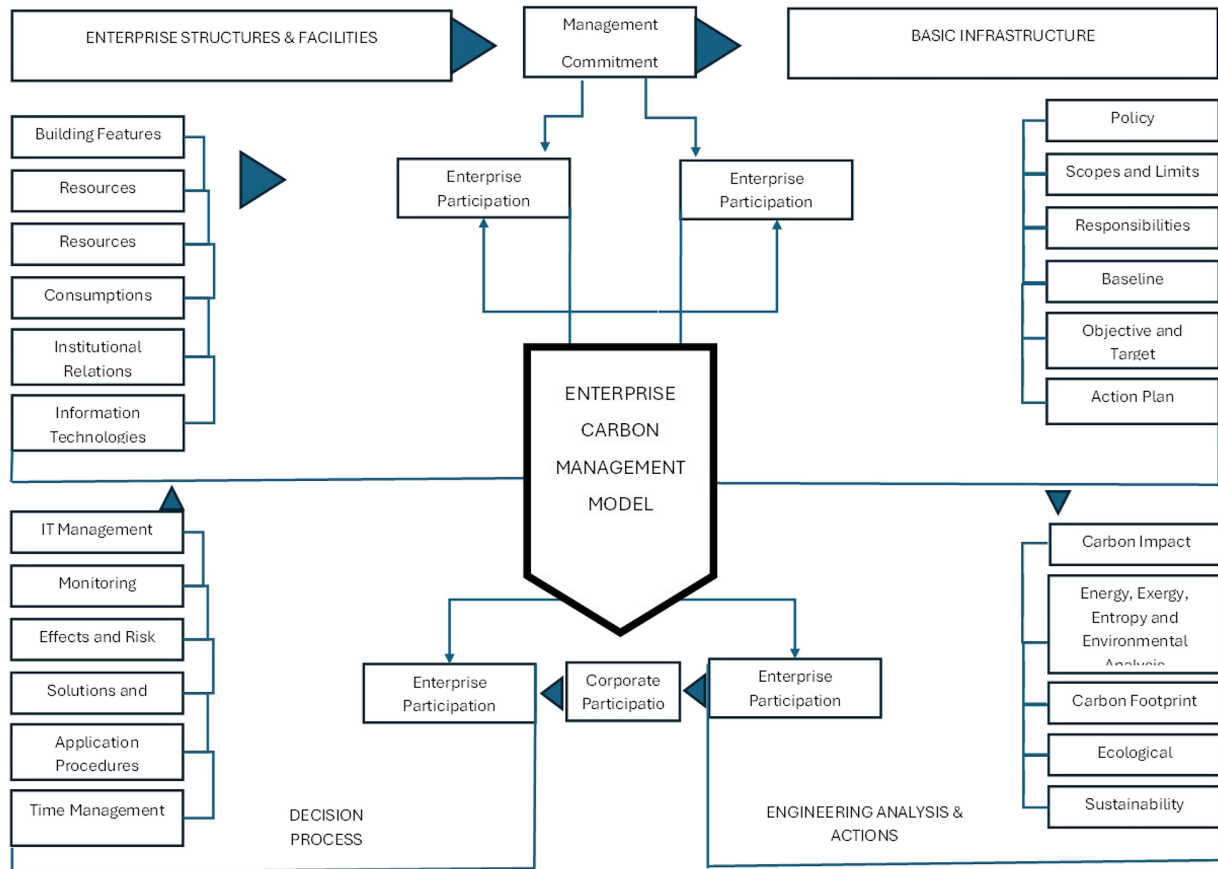 ENTERPRISE STRUCTURES & FACILITIES
Management
Commitment
BASIC INFRASTRUCTURE
Building Features
Resources
Resources
Consumptions
Institutional
Relations
Information
Technologies
Enterprise
Participation
Enterprise
Participation
Policy
Scopes and Limits
Responsibilities
Baseline
Objective and
Target
Action Plan
ENTERPRISE
CARBON
MANAGEMENT
MODEL
IT Management
Monitoring
Effects and Risk
Solutions and
Application
Procedures
Time Management
Enterprise
Participation
Corporate
Participatio
Enterprise
Participation
DECISION
PROCESS
ENGINEERING ANALYSIS &
ACTIONS
Carbon Impact
Energy, Exergy,
Entropy and
Environmental
Analysis
Carbon Footprint
Ecological
Sustainability